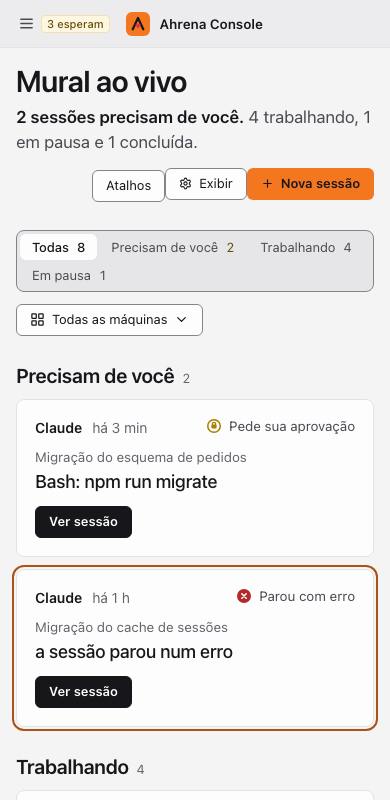 3 esperam
Ahrena Console
Mural ao vivo
2 sessões precisam de você. 4 trabalhando, 1
em pausa e 1 concluída.
Atalhos
Exibir
+ Nova sessão
Todas 8
Precisam de você 2
Trabalhando 4
Em pausa 1
Todas as máquinas
Precisam de você 2
Claude há 3 min
Pede sua aprovação
Migração do esquema de pedidos
Bash: npm run migrate
Ver sessão
Claude há 1 h
Parou com erro
Migração do cache de sessões
a sessão parou num erro
Ver sessão
Trabalhando 4